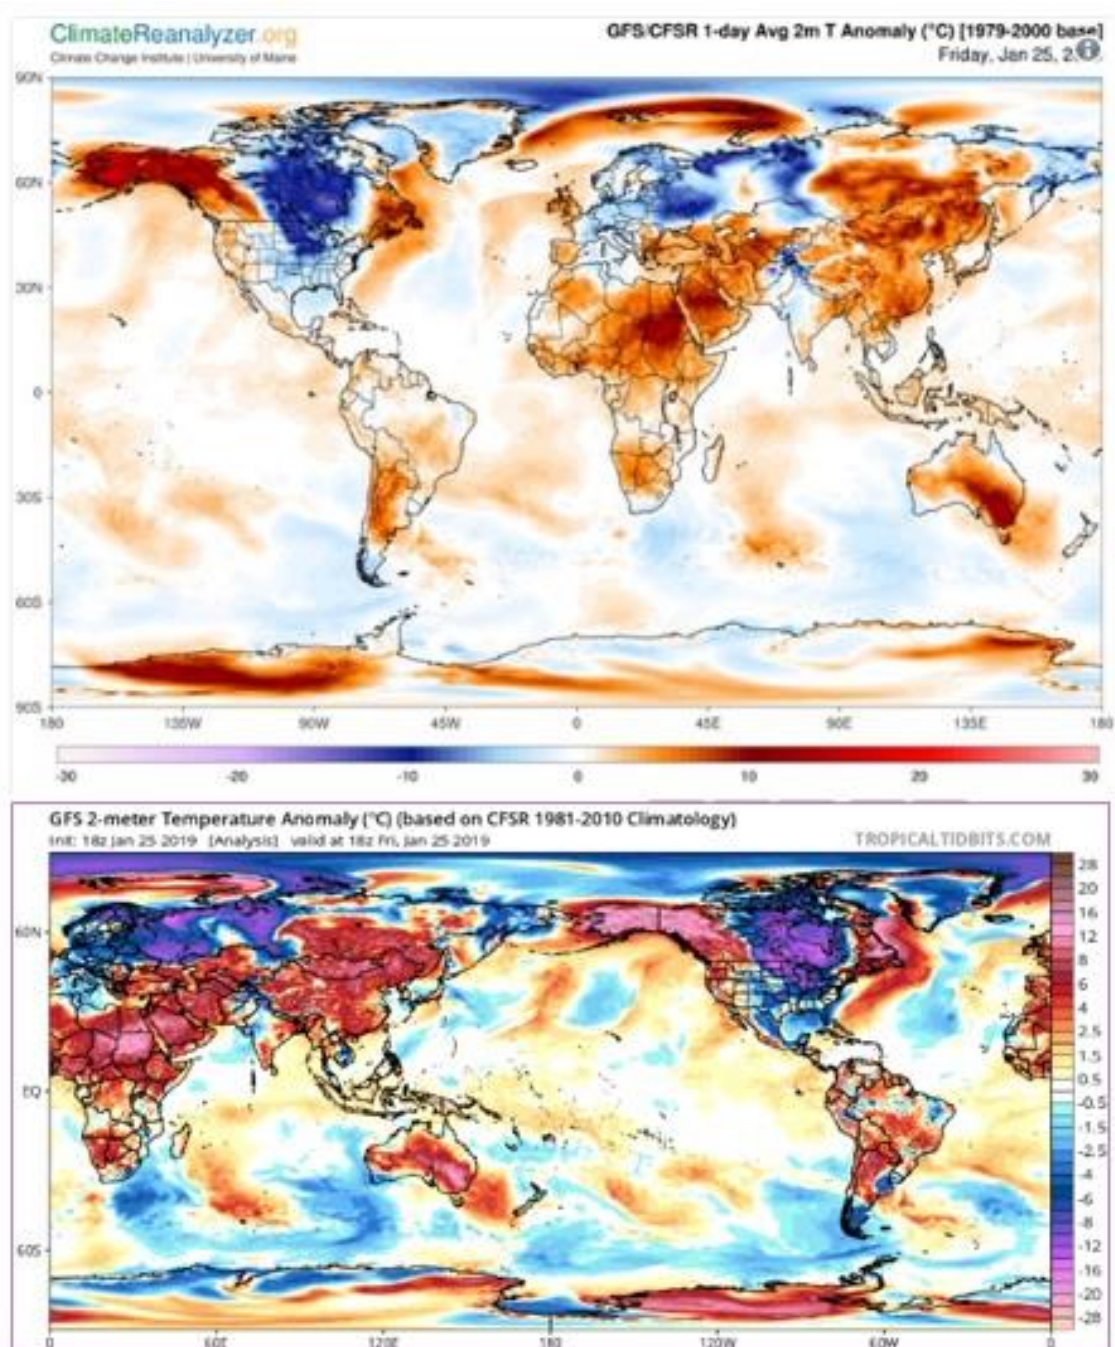 ClimateReanalyzer.org
Climate Change Institute | University of Maine
GFS/CFSR 1-day Avg 2m T Anomaly (°C) [1979-2000 base]
Friday, Jan 25,
90N
60N
30N
0
30S
60S
90S
180 135W 90W 45W 0 45E 90E 135E 180
-30 -20 -10 0 10 20 30
GFS 2-meter Temperature Anomaly (°C) (based on CFSR 1981-2010 Climatology)
Init: 18z Jan 25 2019 [Analysis] valid at 18z Fri, Jan 25 2019
TROPICALTIDBITS.COM
60N
EQ
60S
0 60E 120E 180 120W 60W 0
28
20
16
12
8
6
4
2.5
1.5
0.5
-0.5
-1.5
-2.5
-4
-6
-8
-12
-16
-20
-28